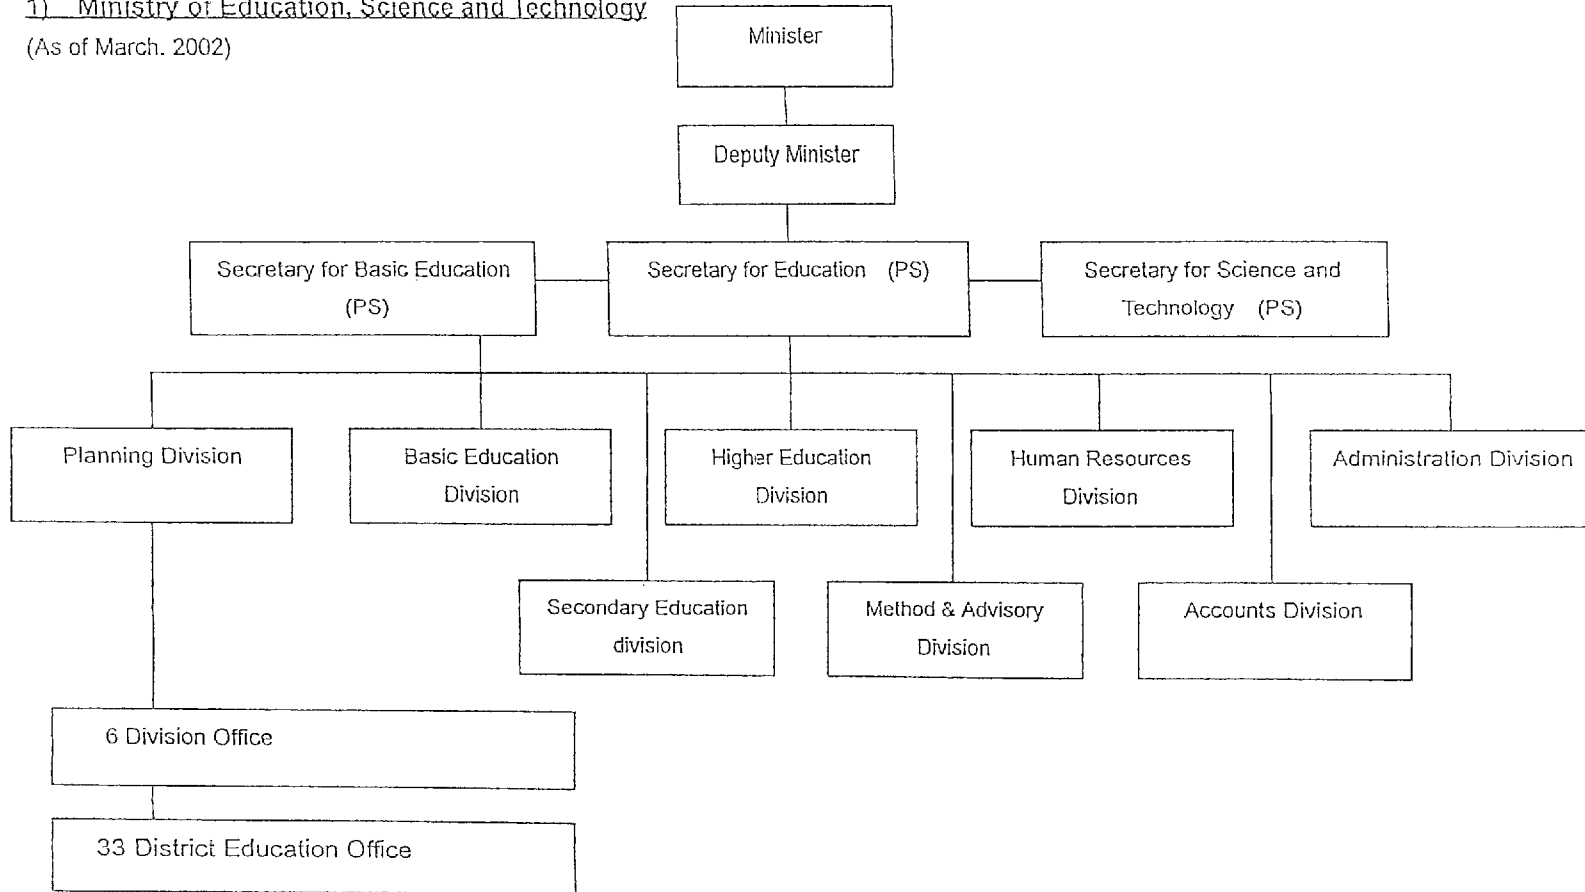 1) Ministry of Education, Science and Technology
(As of March. 2002)
Minister
Deputy Minister
Secretary for Basic Education
(PS)
Secretary for Education (PS)
Secretary for Science and
Technology (PS)
Planning Division
Basic Education
Division
Higher Education
Division
Human Resources
Division
Administration Division
Secondary Education
division
Method & Advisory
Division
Accounts Division
6 Division Office
33 District Education Office